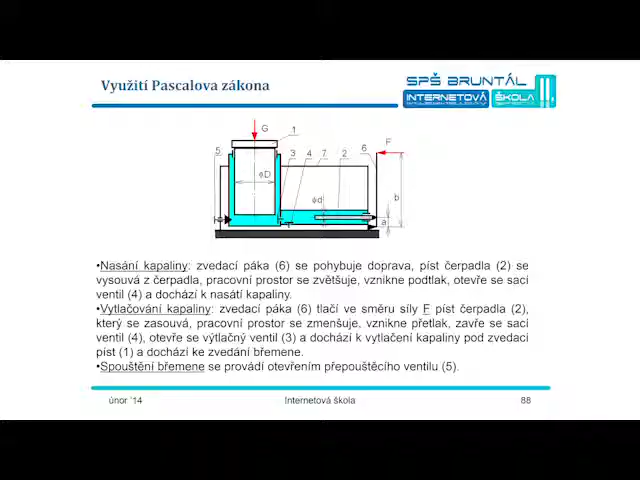 Využití Pascalova zákona
SPŠ BRUNTÁL
INTERNETOVÁ ŠKOLA
G
1
5
3
4
7
2
6
F
ϕD
ϕd
b
a
•Nasání kapaliny: zvedací páka (6) se pohybuje doprava, píst čerpadla (2) se
vysouvá z čerpadla, pracovní prostor se zvětšuje, vznikne podtlak, otevře se sací
ventil (4) a dochází k nasátí kapaliny.
•Vytlačování kapaliny: zvedací páka (6) tlačí ve směru síly F píst čerpadla (2),
který se zasouvá, pracovní prostor se zmenšuje, vznikne přetlak, zavře se sací
ventil (4), otevře se výtlačný ventil (3) a dochází k vytlačení kapaliny pod zvedací
píst (1) a dochází ke zvedání břemene.
•Spouštění břemene se provádí otevřením přepouštěcího ventilu (5).
únor ´14
Internetová škola
88